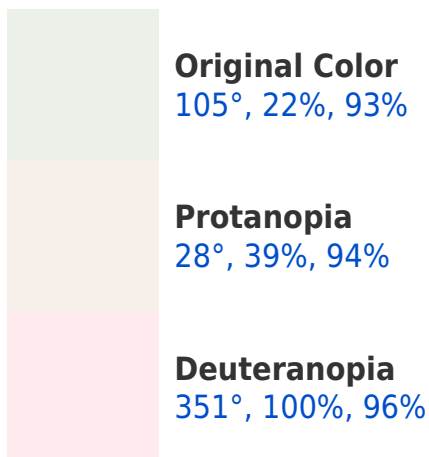 Original Color
105°, 22%, 93%
Protanopia
28°, 39%, 94%
Deuteranopia
351°, 100%, 96%